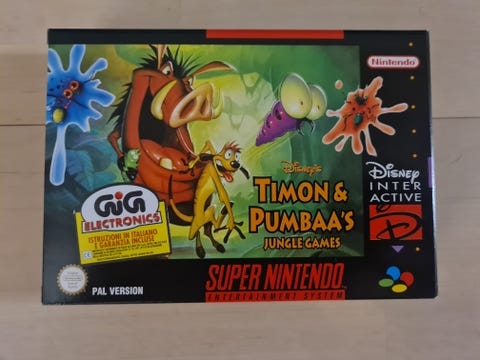 Nintendo
Disney's
TIMON &
PUMBAA'S
JUNGLE GAMES
Disney
INTER
ACTIVE
GIG
ELECTRONICS
ISTRUZIONI IN ITALIANO
E GARANZIA INCLUSE
PAL VERSION
SUPER NINTENDO
ENTERTAINMENT SYSTEM